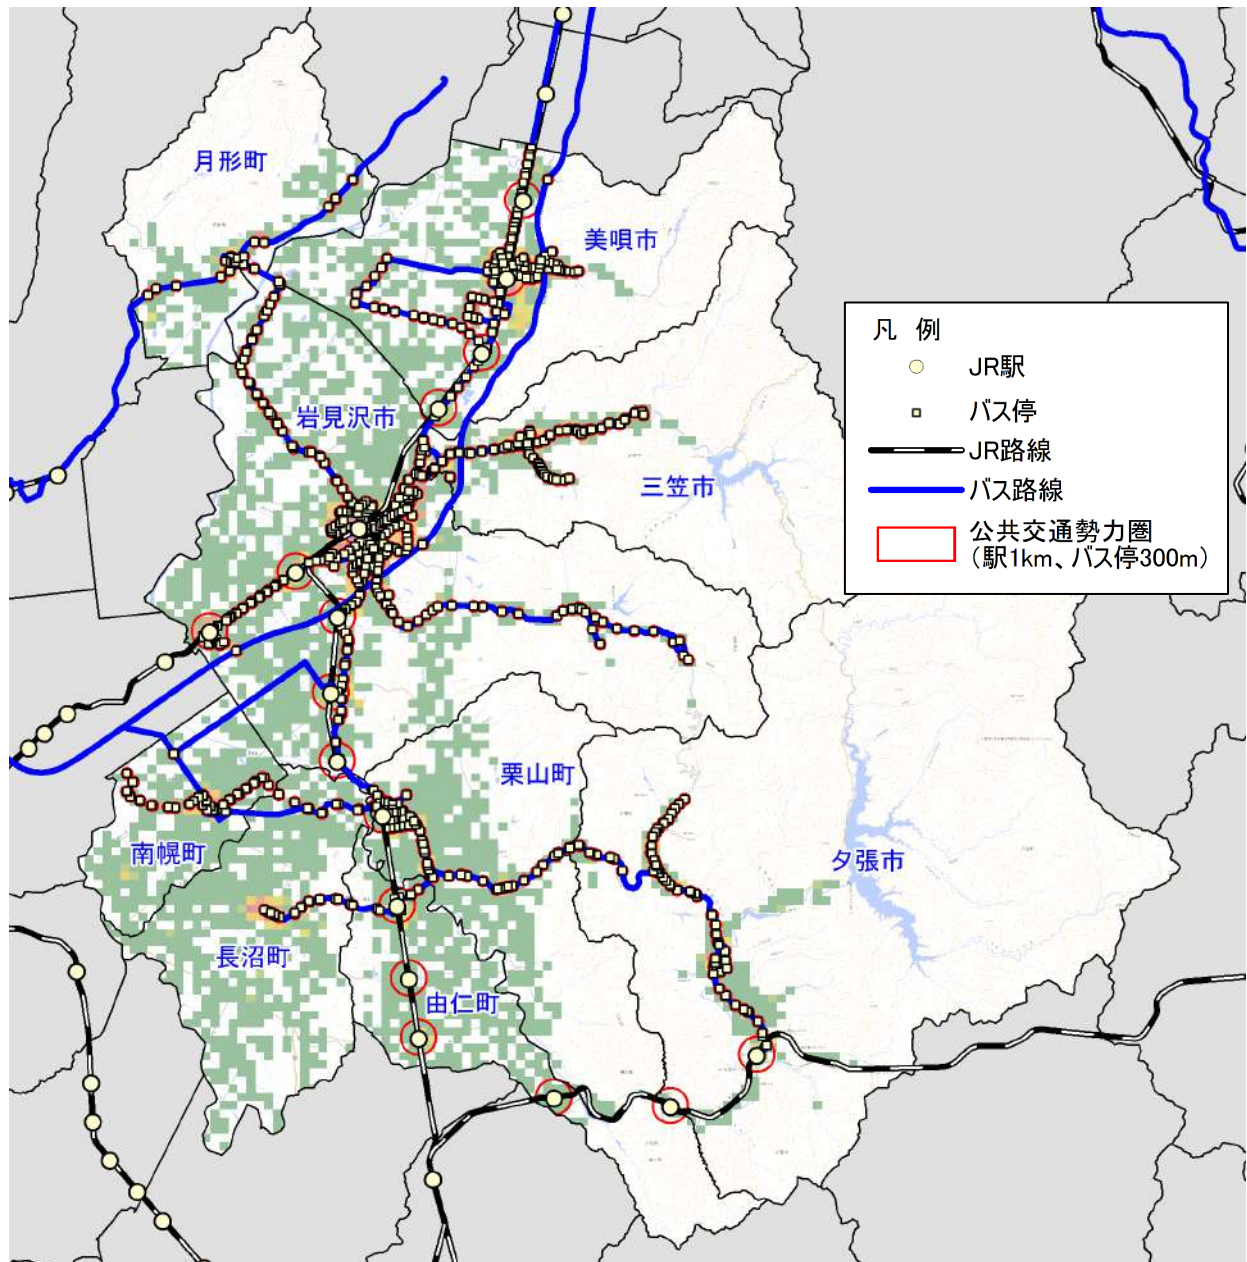 月形町
美唄市
凡 例
JR駅
バス停
JR路線
バス路線
公共交通勢力圏
（駅1km、バス停300m）
岩見沢市
三笠市
栗山町
南幌町
夕張市
長沼町
由仁町